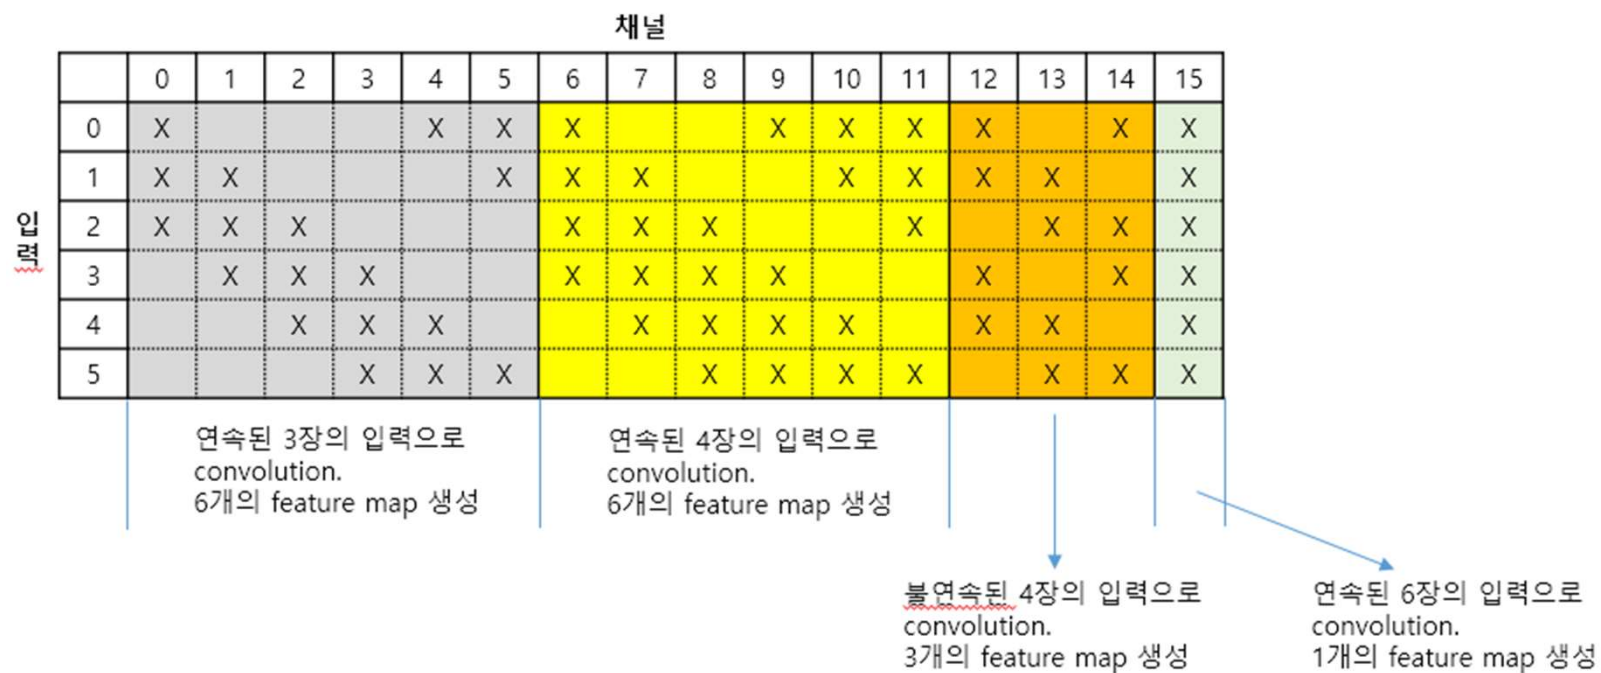 채널
0 1 2 3 4 5 6 7 8 9 10 11 12 13 14 15
입력
0 X X X X X X X X X X
1 X X X X X X X X X X
2 X X X X X X X X X X
3 X X X X X X X X X X
4 X X X X X X X X X X
5 X X X X X X X X X X
연속된 3장의 입력으로
convolution.
6개의 feature map 생성
연속된 4장의 입력으로
convolution.
6개의 feature map 생성
불연속된 4장의 입력으로
convolution.
3개의 feature map 생성
연속된 6장의 입력으로
convolution.
1개의 feature map 생성